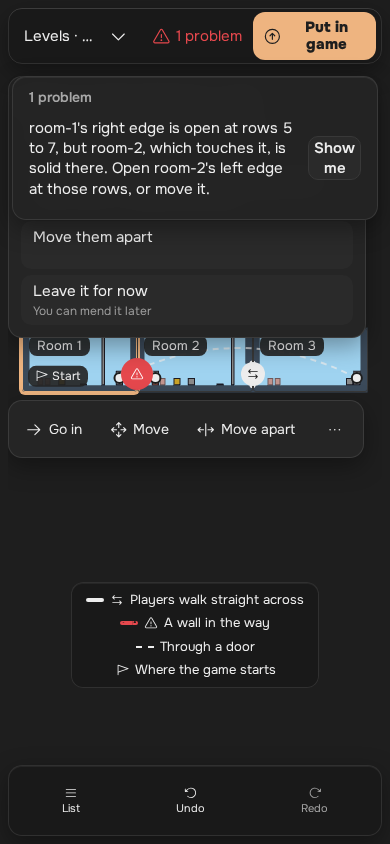 Levels · ...
1 problem
Put in
game
1 problem
room-1's right edge is open at rows 5
to 7, but room-2, which touches it, is
solid there. Open room-2's left edge
at those rows, or move it.
Show
me
Move them apart
Leave it for now
You can mend it later
Room 1
Room 2
Room 3
Start
Go in
Move
Move apart
...
Players walk straight across
A wall in the way
Through a door
Where the game starts
List
Undo
Redo